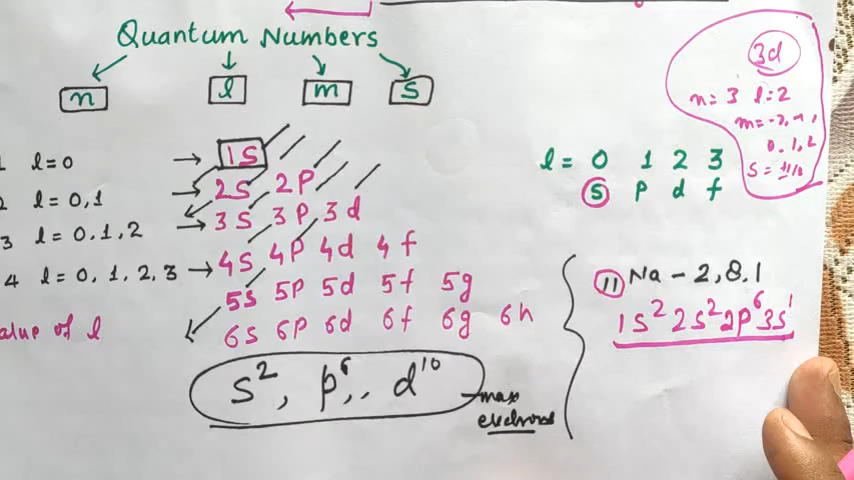 Quantum Numbers
n l m s
1 l=0 → 1s
2 l=0,1 → 2s 2p
3 l=0,1,2 → 3s 3p 3d
4 l=0,1,2,3 → 4s 4p 4d 4f
5s 5p 5d 5f 5g
6s 6p 6d 6f 6g 6h
alue of l
s², p⁶, d¹⁰
max
electrons
3d
n=3 l=2
m=-2,-1,
0,1,2
l = 0 1 2 3
s p d f
11 Na - 2,8,1
1s² 2s² 2p⁶ 3s¹